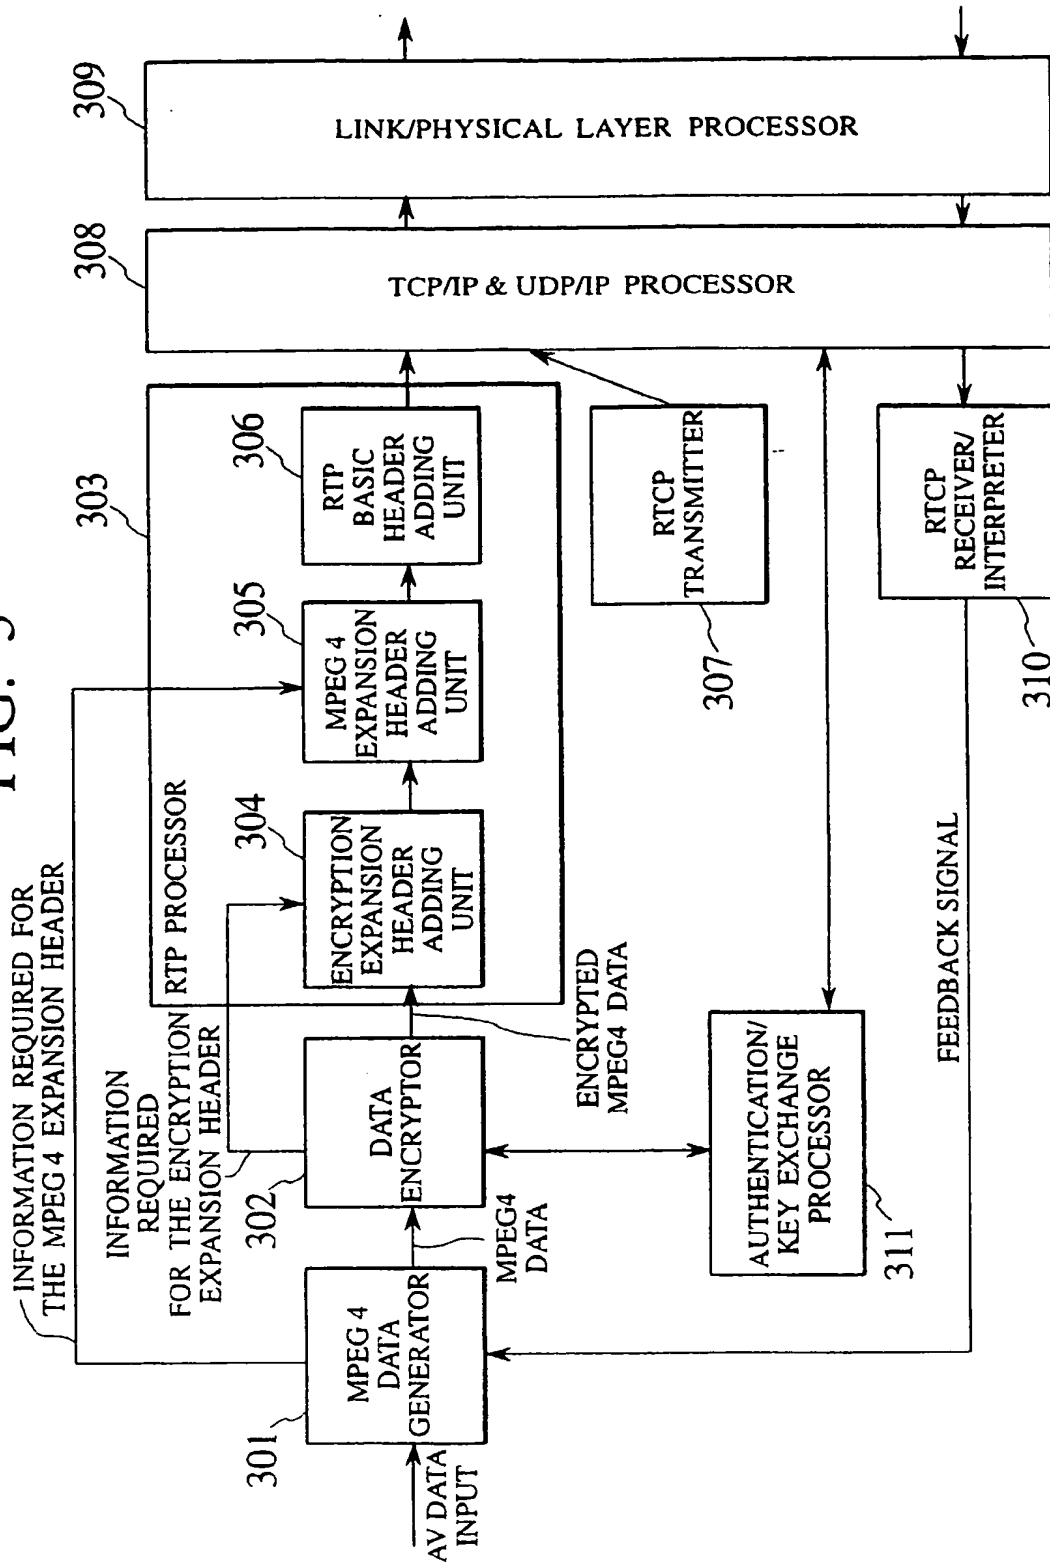 FIG. 3
INFORMATION REQUIRED FOR
THE MPEG 4 EXPANSION HEADER
INFORMATION
REQUIRED
FOR THE ENCRYPTION
EXPANSION HEADER
303
RTP PROCESSOR
301
MPEG 4
DATA
GENERATOR
AV DATA
INPUT
MPEG4
DATA
302
DATA
ENCRYPTOR
ENCRYPTED
MPEG4 DATA
304
ENCRYPTION
EXPANSION
HEADER
ADDING
UNIT
305
MPEG 4
EXPANSION
HEADER
ADDING
UNIT
306
RTP
BASIC
HEADER
ADDING
UNIT
308
TCP/IP & UDP/IP PROCESSOR
309
LINK/PHYSICAL LAYER PROCESSOR
RTCP
TRANSMITTER
307
AUTHENTICATION/
KEY EXCHANGE
PROCESSOR
311
RTCP
RECEIVER/
INTERPRETER
310
FEEDBACK SIGNAL